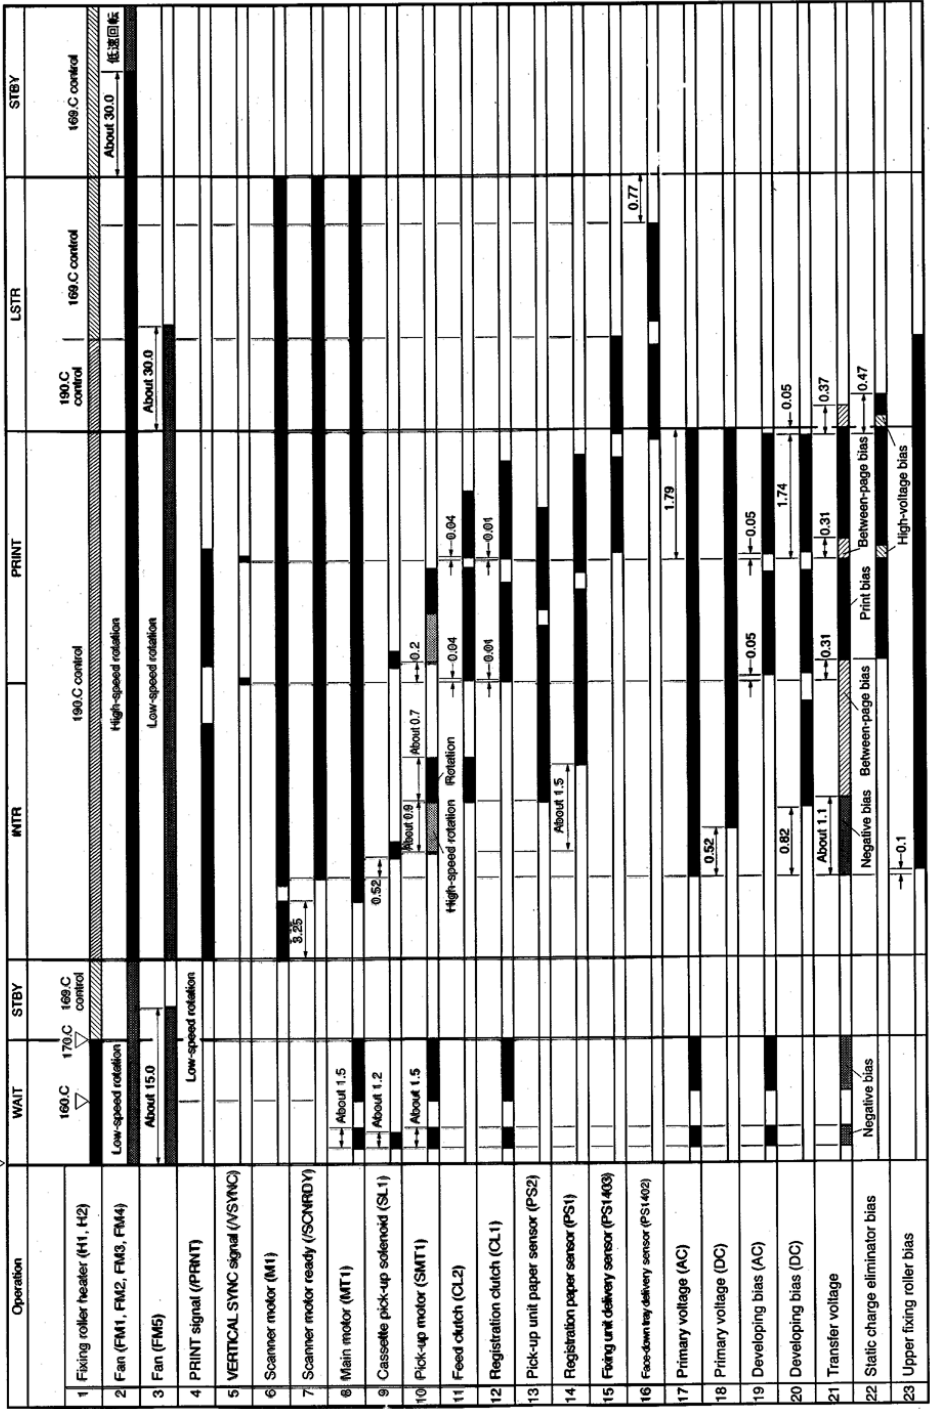 Operation
WAIT
STBY
INTR
PRINT
LSTR
STBY
1 Fixing roller heater (H1, H2)
160.C
170.C
169.C control
190.C control
190.C control
169.C control
169.C control
2 Fan (FM1, FM2, FM3, FM4)
Low-speed rotation
High-speed rotation
About 30.0
低速回転
3 Fan (FM5)
About 15.0
Low-speed rotation
About 30.0
4 PRINT signal (/PRNT)
Low-speed rotation
5 VERTICAL SYNC signal (/VSYNC)
6 Scanner motor (M1)
7 Scanner motor ready (/SCNRDY)
3.25
8 Main motor (MT1)
About 1.5
9 Cassette pick-up solenoid (SL1)
About 1.2
0.52
10 Pick-up motor (SMT1)
About 1.5
About 0.9
About 0.7
0.2
High-speed rotation
Rotation
11 Feed clutch (CL2)
0.04
0.04
12 Registration clutch (CL1)
0.01
0.01
13 Pick-up unit paper sensor (PS2)
14 Registration paper sensor (PS1)
About 1.5
15 Fixing unit delivery sensor (PS1403)
16 Face-down tray delivery sensor (PS1402)
0.77
17 Primary voltage (AC)
1.79
18 Primary voltage (DC)
0.52
19 Developing bias (AC)
0.05
0.05
20 Developing bias (DC)
0.82
1.74
0.05
21 Transfer voltage
About 1.1
0.31
0.31
0.37
Negative bias
Negative bias
Between-page bias
Print bias
Between-page bias
22 Static charge eliminator bias
0.47
High-voltage bias
23 Upper fixing roller bias
0.1